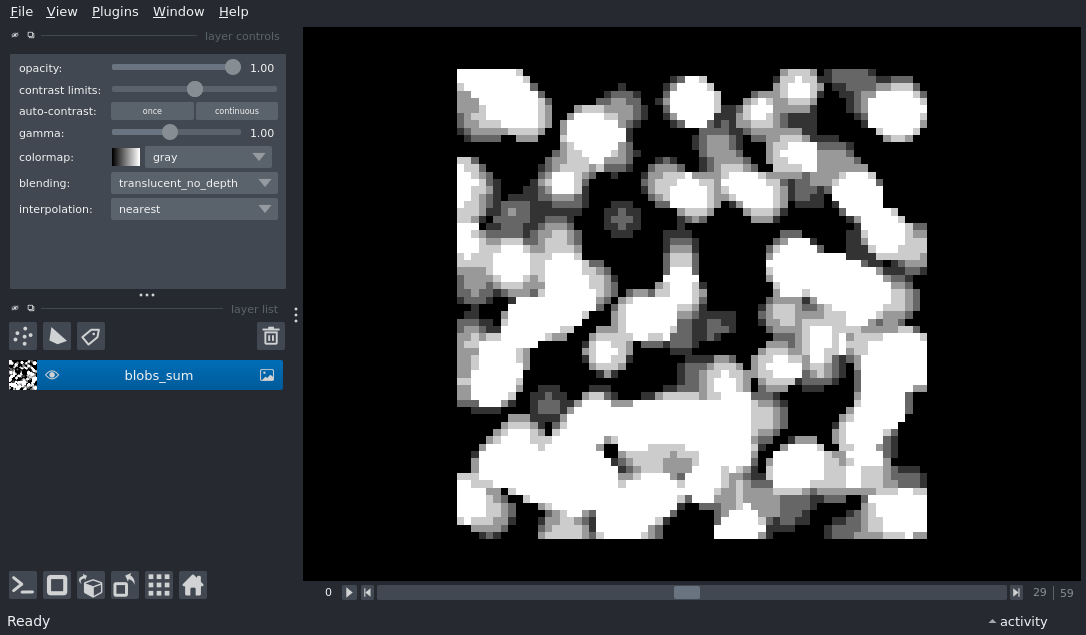 File View Plugins Window Help
layer controls
opacity: 1.00
contrast limits:
auto-contrast: once continuous
gamma: 1.00
colormap: gray
blending: translucent_no_depth
interpolation: nearest
layer list
blobs_sum
0 29 59
Ready activity